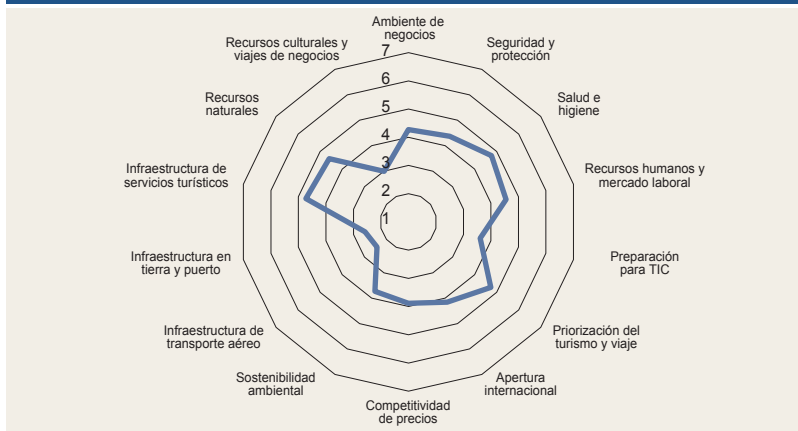 Ambiente de
negocios
Seguridad y
protección
Salud e
higiene
Recursos humanos y
mercado laboral
Preparación
para TIC
Priorización del
turismo y viaje
Apertura
internacional
Competitividad
de precios
Sostenibilidad
ambiental
Infraestructura de
transporte aéreo
Infraestructura en
tierra y puerto
Infraestructura de
servicios turísticos
Recursos
naturales
Recursos culturales y
viajes de negocios
7
6
5
4
3
2
1